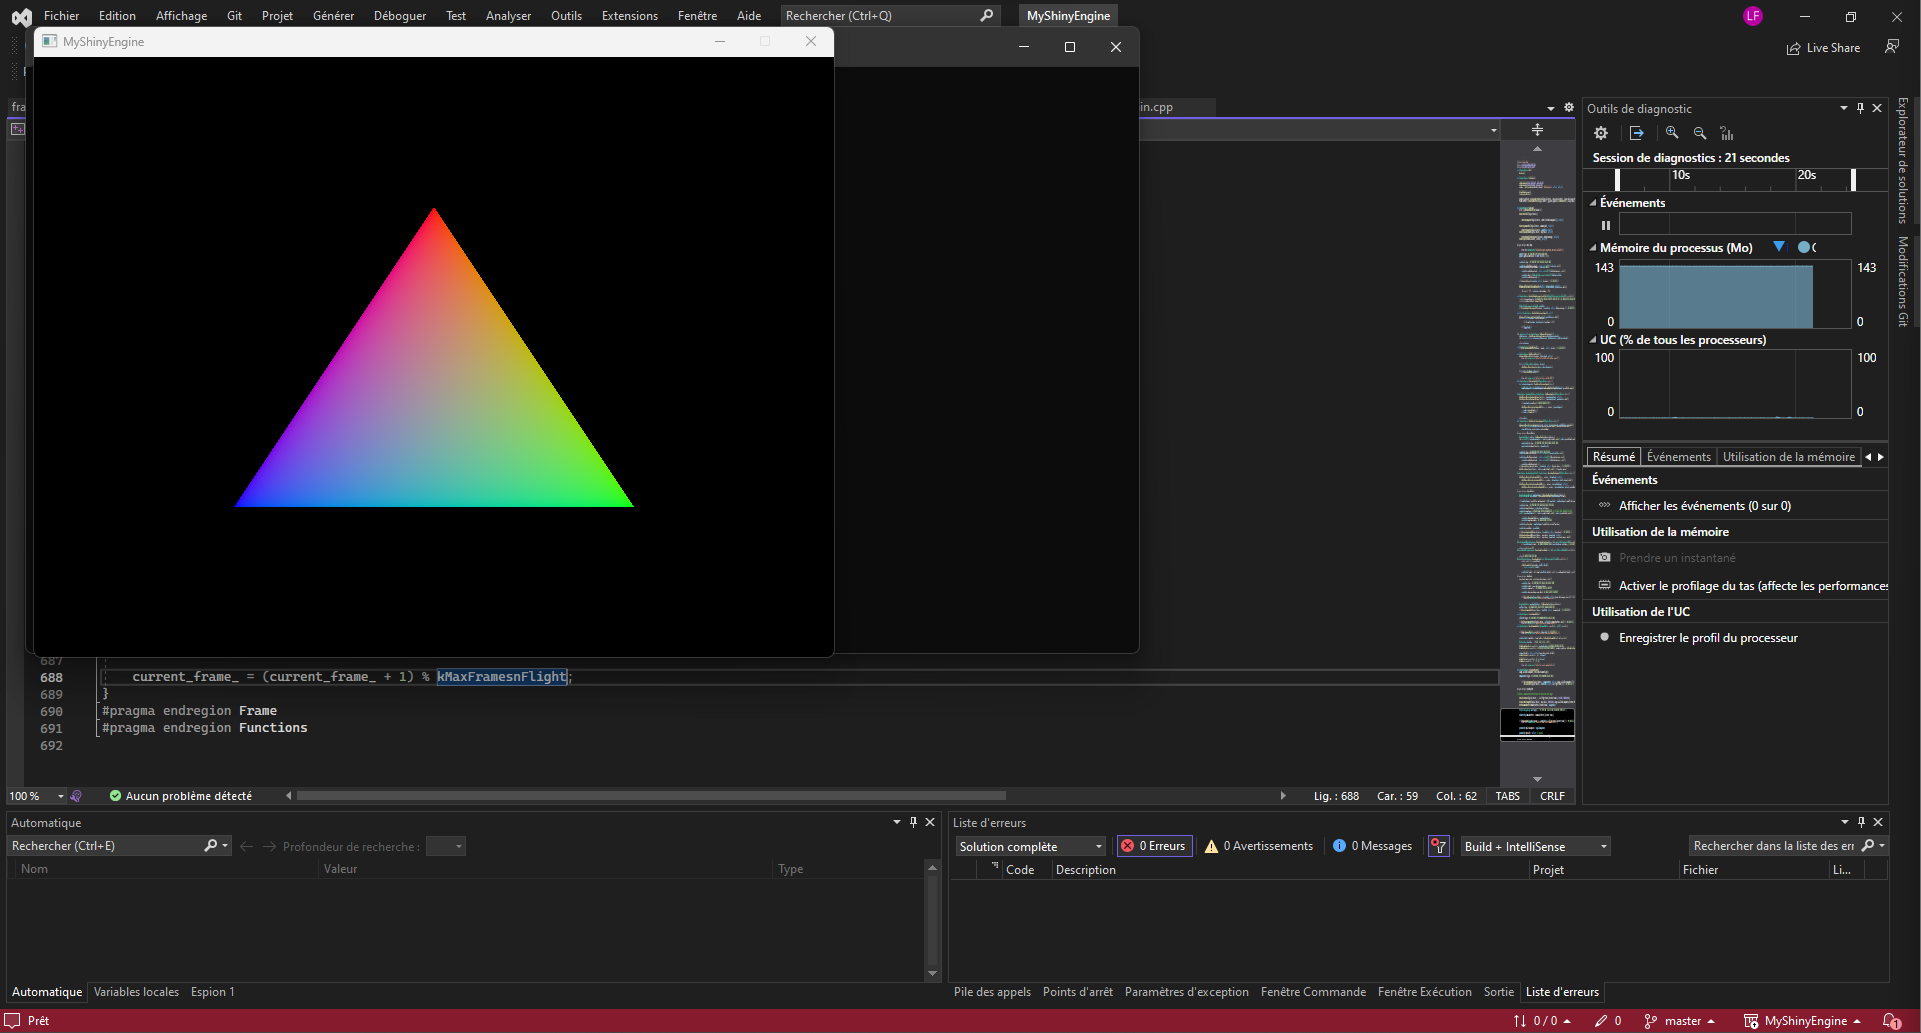 Fichier Edition Affichage Git Projet Générer Déboguer Test Analyser Outils Extensions Fenêtre Aide Rechercher (Ctrl+Q) MyShinyEngine LF
MyShinyEngine
Live Share
fra
in.cpp
Outils de diagnostic
Session de diagnostics : 21 secondes
10s 20s
Événements
Mémoire du processus (Mo)
143 143
0 0
UC (% de tous les processeurs)
100 100
0 0
Résumé Événements Utilisation de la mémoire
Événements
Afficher les événements (0 sur 0)
Utilisation de la mémoire
Prendre un instantané
Activer le profilage du tas (affecte les performances
Utilisation de l'UC
Enregistrer le profil du processeur
Explorateur de solutions
Modifications Git
687
688 current_frame_ = (current_frame_ + 1) % kMaxFramesnFlight;
689 }
690 #pragma endregion Frame
691 #pragma endregion Functions
692
100 % Aucun problème détecté Lig. : 688 Car. : 59 Col. : 62 TABS CRLF
Automatique
Rechercher (Ctrl+E) Profondeur de recherche :
Nom Valeur Type
Automatique Variables locales Espion 1
Liste d'erreurs
Solution complète 0 Erreurs 0 Avertissements 0 Messages Build + IntelliSense Rechercher dans la liste des err
Code Description Projet Fichier Li...
Pile des appels Points d'arrêt Paramètres d'exception Fenêtre Commande Fenêtre Exécution Sortie Liste d'erreurs
Prêt 0 / 0 0 master MyShinyEngine 1